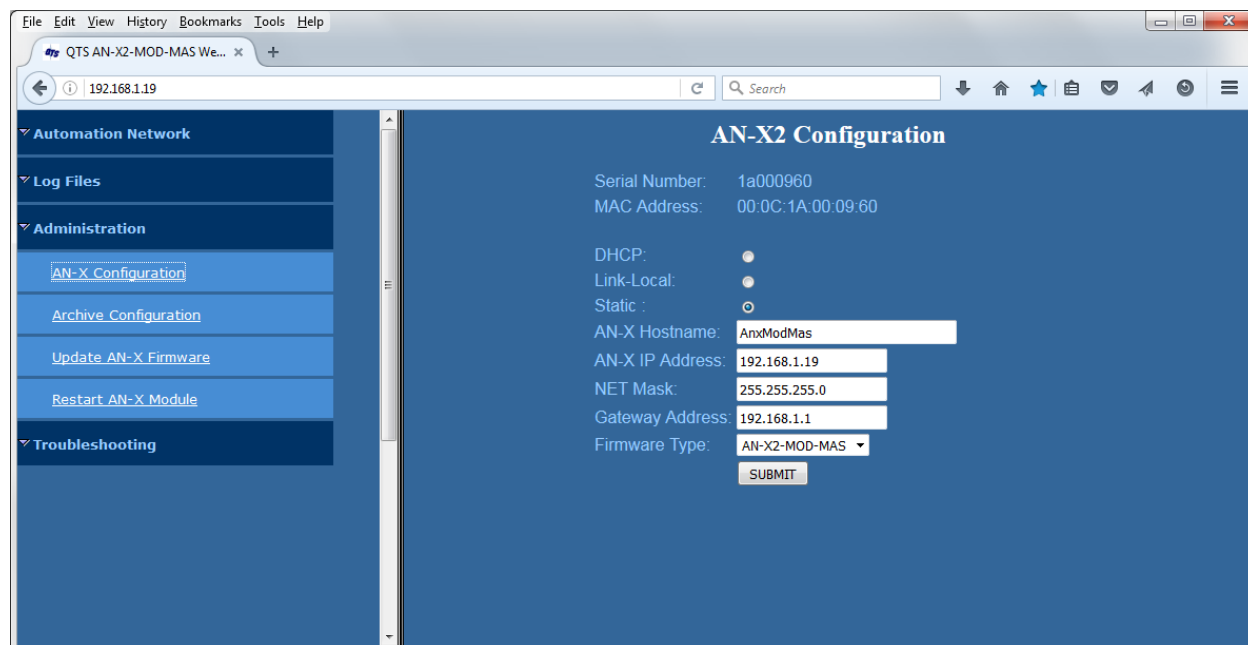 File Edit View History Bookmarks Tools Help
QTS AN-X2-MOD-MAS We...
192.168.1.19
Search
Automation Network
Log Files
Administration
AN-X Configuration
Archive Configuration
Update AN-X Firmware
Restart AN-X Module
Troubleshooting
AN-X2 Configuration
Serial Number: 1a000960
MAC Address: 00:0C:1A:00:09:60
DHCP:
Link-Local:
Static :
AN-X Hostname: AnxModMas
AN-X IP Address: 192.168.1.19
NET Mask: 255.255.255.0
Gateway Address: 192.168.1.1
Firmware Type: AN-X2-MOD-MAS
SUBMIT